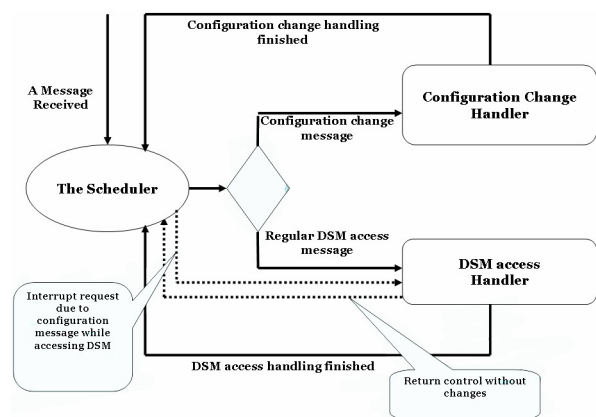 Configuration change handling
finished
A Message
Received
Configuration Change
Handler
Configuration change
message
The Scheduler
Regular DSM access
message
DSM access
Handler
Interrupt request
due to
configuration
message while
accessing DSM
DSM access handling finished
Return control without
changes